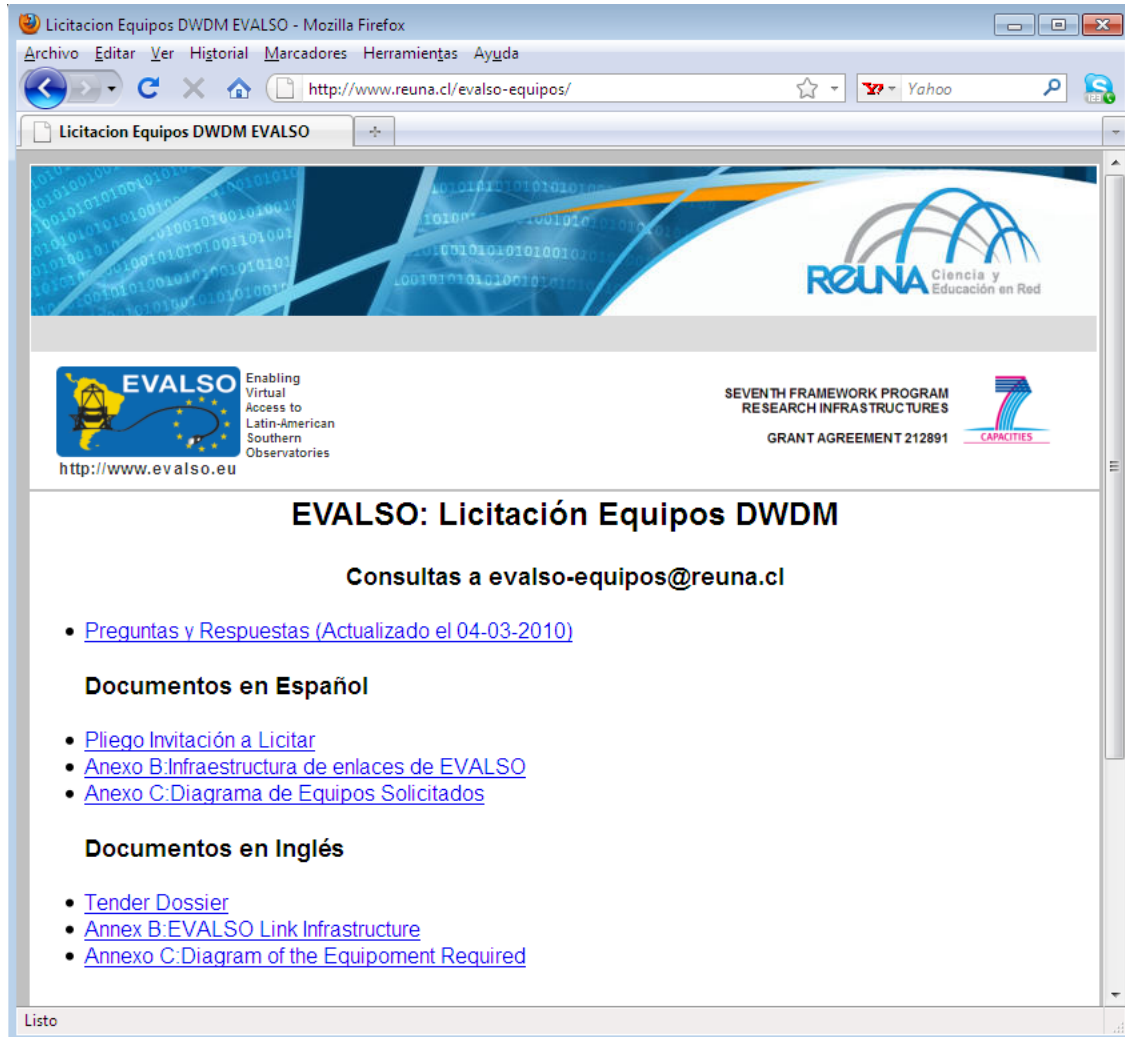 Licitacion Equipos DWDM EVALSO - Mozilla Firefox
Archivo Editar Ver Historial Marcadores Herramientas Ayuda
http://www.reuna.cl/evalso-equipos/
Yahoo
Licitacion Equipos DWDM EVALSO
REUNA Ciencia y
Educación en Red
EVALSO
Enabling
Virtual
Access to
Latin-American
Southern
Observatories
http://www.evalso.eu
SEVENTH FRAMEWORK PROGRAM
RESEARCH INFRASTRUCTURES
GRANT AGREEMENT 212891
7
CAPACITIES
EVALSO: Licitación Equipos DWDM
Consultas a evalso-equipos@reuna.cl
Preguntas y Respuestas (Actualizado el 04-03-2010)
Documentos en Español
Pliego Invitación a Licitar
Anexo B:Infraestructura de enlaces de EVALSO
Anexo C:Diagrama de Equipos Solicitados
Documentos en Inglés
Tender Dossier
Annex B:EVALSO Link Infrastructure
Annexo C:Diagram of the Equipoment Required
Listo